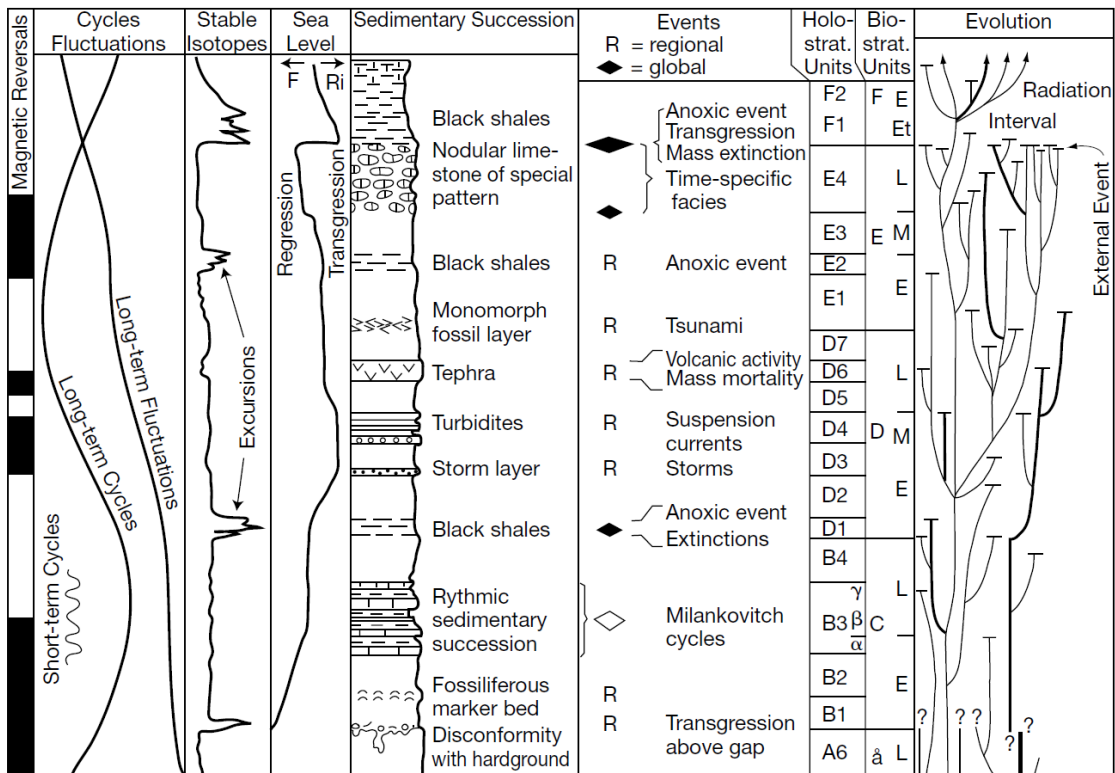 Magnetic Reversals
Cycles
Fluctuations
Stable
Isotopes
Sea
Level
Sedimentary Succession
Events
R = regional
= global
Holo-
strat.
Units
Bio-
strat.
Units
Evolution
F
Ri
Regression
Transgression
Long-term Cycles
Long-term Fluctuations
Short-term Cycles
Excursions
Black shales
Nodular lime-
stone of special
pattern
Black shales
Monomorph
fossil layer
Tephra
Turbidites
Storm layer
Black shales
Rythmic
sedimentary
succession
Fossiliferous
marker bed
Disconformity
with hardground
Anoxic event
Transgression
Mass extinction
Time-specific
facies
R Anoxic event
R Tsunami
Volcanic activity
R
Mass mortality
R Suspension
currents
R Storms
Anoxic event
Extinctions
Milankovitch
cycles
R
R Transgression
above gap
F2
F1
E4
E3
E2
E1
D7
D6
D5
D4
D3
D2
D1
B4
γ
B3 β
α
B2
B1
A6
F E
Et
L
E M
E
L
D M
E
L
C
E
å L
Radiation
Interval
External Event
? ? ? ? ?